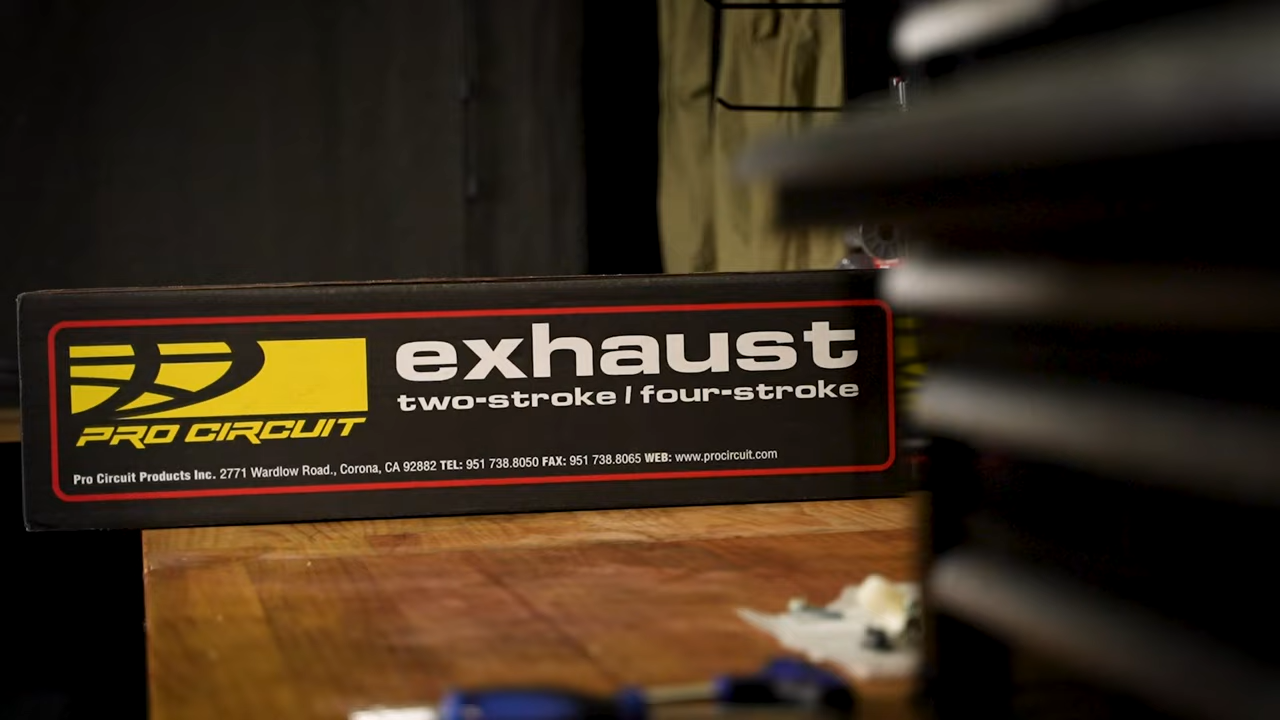 exhaust
two-stroke / four-stroke
PRO CIRCUIT
Pro Circuit Products Inc. 2771 Wardlow Road., Corona, CA 92882 TEL: 951 738.8050 FAX: 951 738.8065 WEB: www.procircuit.com